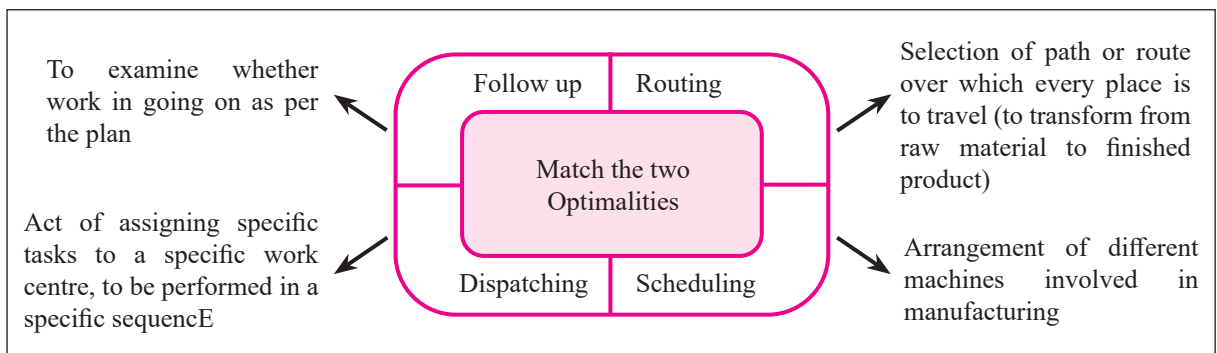 To examine whether
work in going on as per
the plan
Follow up
Routing
Selection of path or route
over which every place is
to travel (to transform from
raw material to finished
product)
Match the two
Optimalities
Act of assigning specific
tasks to a specific work
centre, to be performed in a
specific sequencE
Dispatching
Scheduling
Arrangement of different
machines involved in
manufacturing